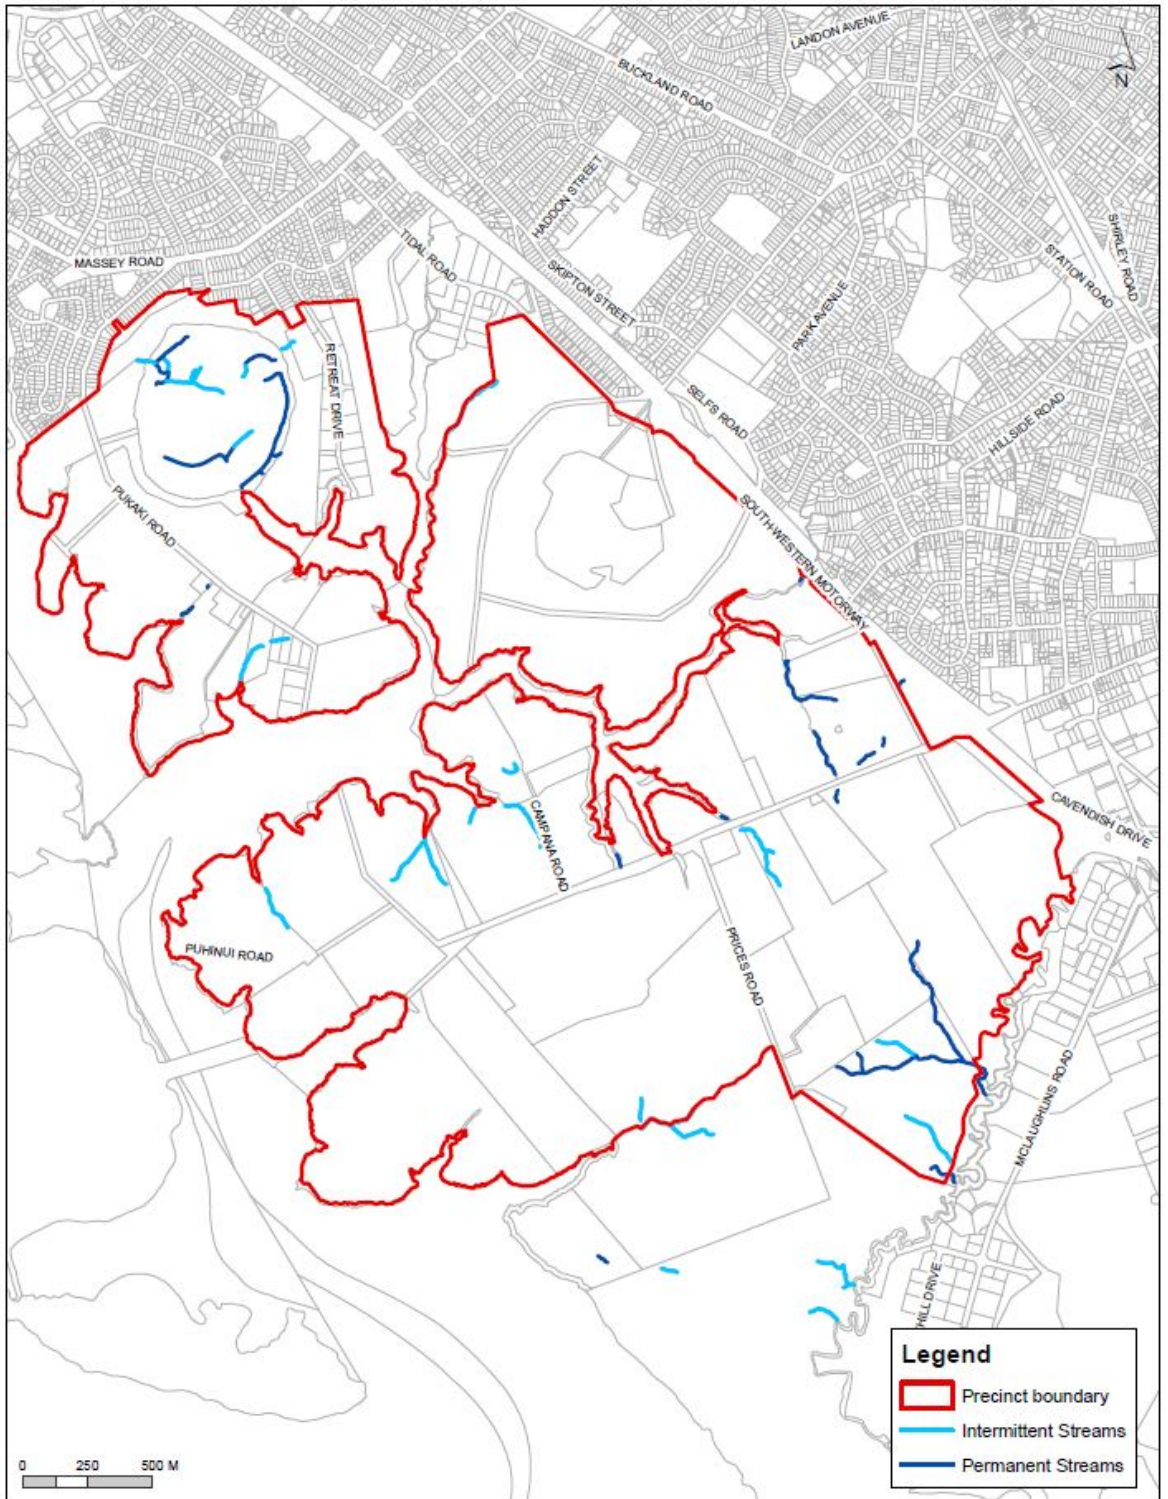 LANDON AVENUE
BUCKLAND ROAD
N
HADDON STREET
SHIRLEY ROAD
TIDAL ROAD
STATION ROAD
MASSEY ROAD
SKIPTON STREET
PARK AVENUE
RETREAT DRIVE
SELFS ROAD
HILLSIDE ROAD
PUKAKI ROAD
SOUTH-WESTERN MOTORWAY
CAMPANA ROAD
CAVENDISH DRIVE
PUHINUI ROAD
PRICES ROAD
MCLAUGHLINS ROAD
HILL DRIVE
Legend
Precinct boundary
Intermittent Streams
Permanent Streams
0 250 500 M